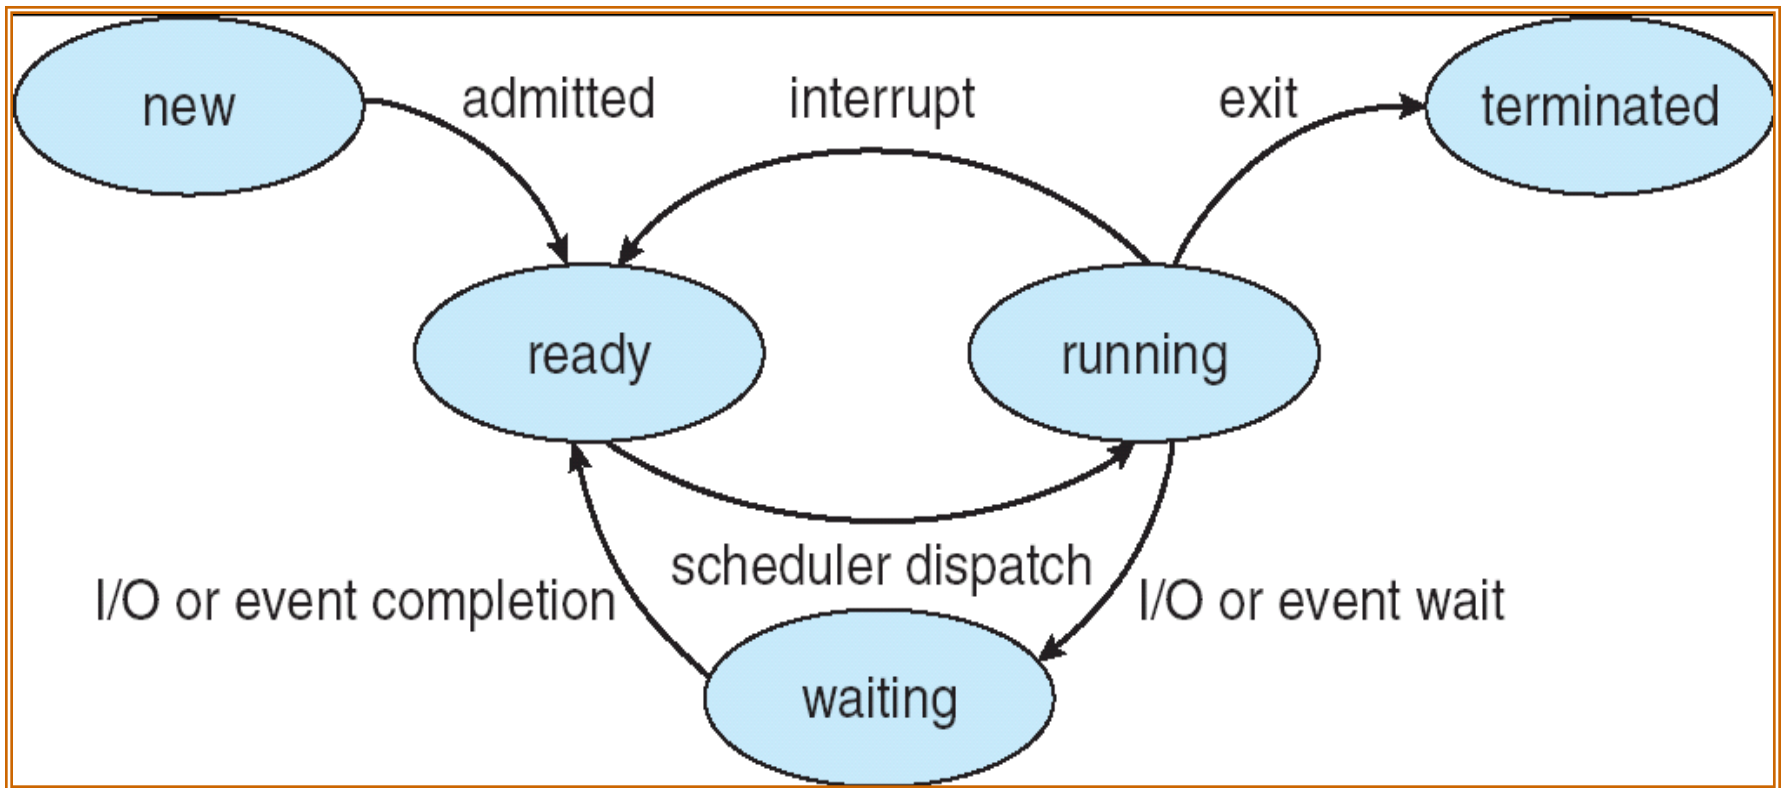 new
admitted
interrupt
exit
terminated
ready
running
scheduler dispatch
I/O or event completion
I/O or event wait
waiting